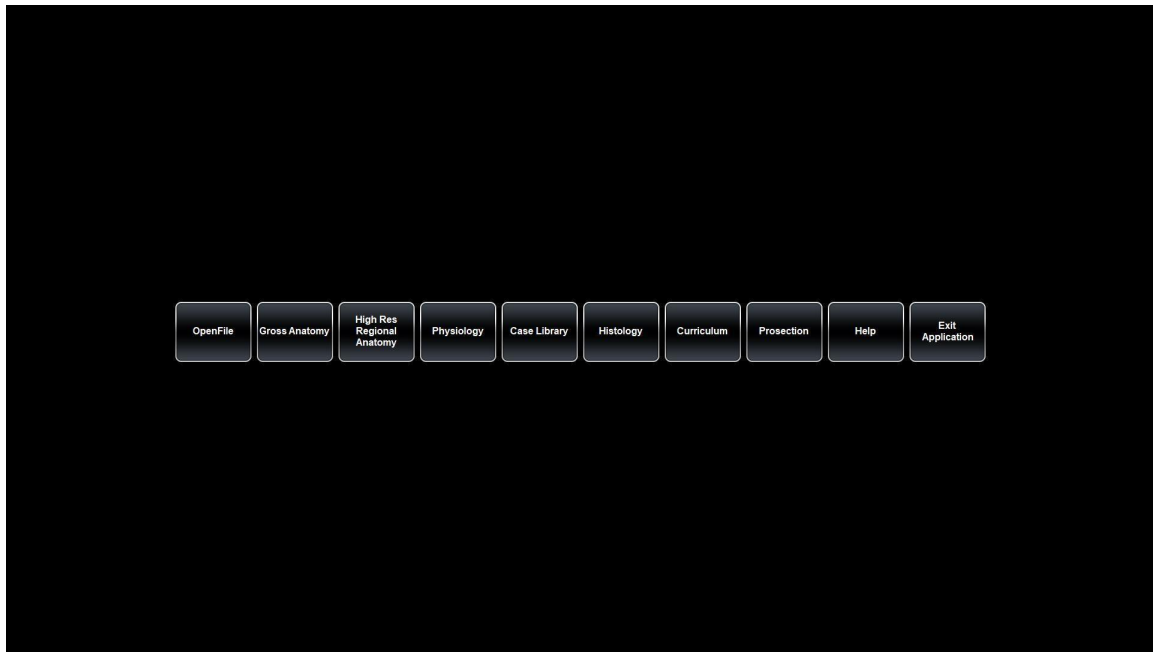 OpenFile
Gross Anatomy
High Res
Regional
Anatomy
Physiology
Case Library
Histology
Curriculum
Prosection
Help
Exit
Application